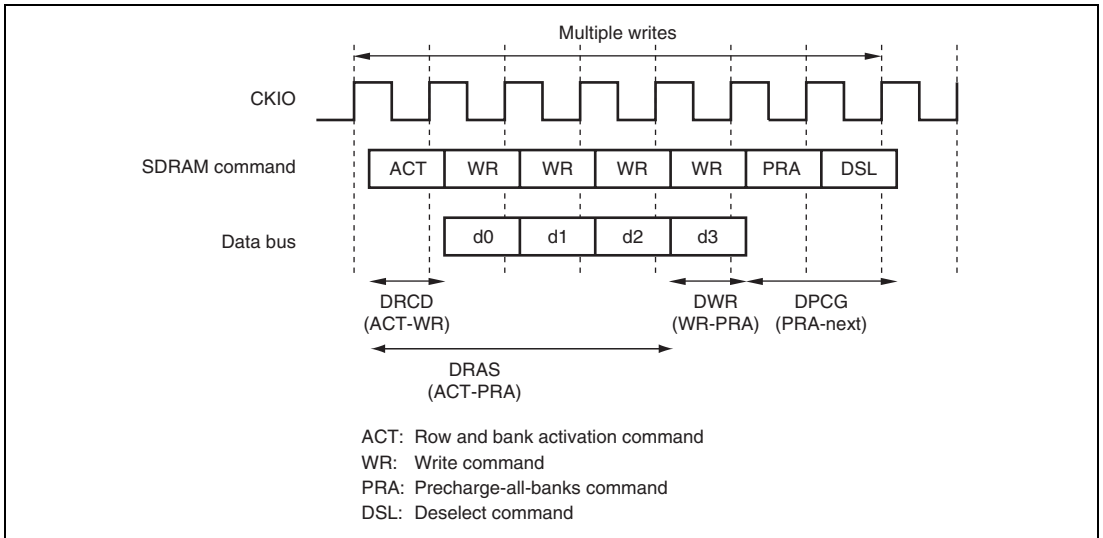 Multiple writes
CKIO
SDRAM command
ACT WR WR WR WR PRA DSL
Data bus
d0 d1 d2 d3
DRCD DWR DPCG
(ACT-WR) (WR-PRA) (PRA-next)
DRAS
(ACT-PRA)
ACT: Row and bank activation command
WR: Write command
PRA: Precharge-all-banks command
DSL: Deselect command